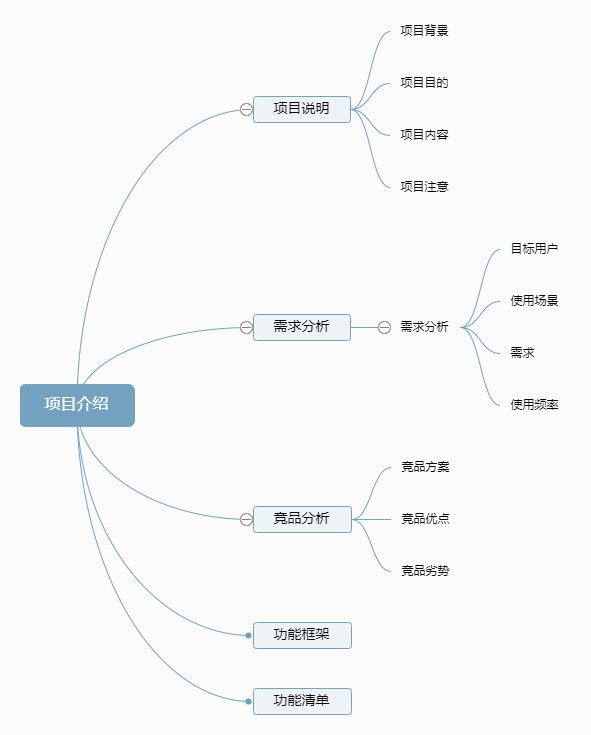 项目介绍
项目说明
项目背景
项目目的
项目内容
项目注意
需求分析
需求分析
目标用户
使用场景
需求
使用频率
竞品分析
竞品方案
竞品优点
竞品劣势
功能框架
功能清单